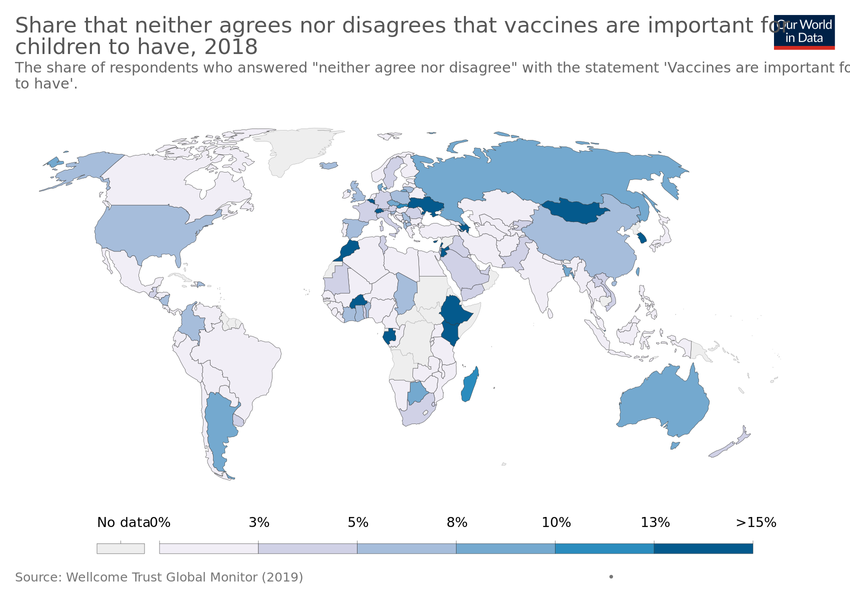 Share that neither agrees nor disagrees that vaccines are important for
children to have, 2018
Our World
in Data
The share of respondents who answered "neither agree nor disagree" with the statement 'Vaccines are important fo
to have'.
No data 0% 3% 5% 8% 10% 13% >15%
Source: Wellcome Trust Global Monitor (2019) •